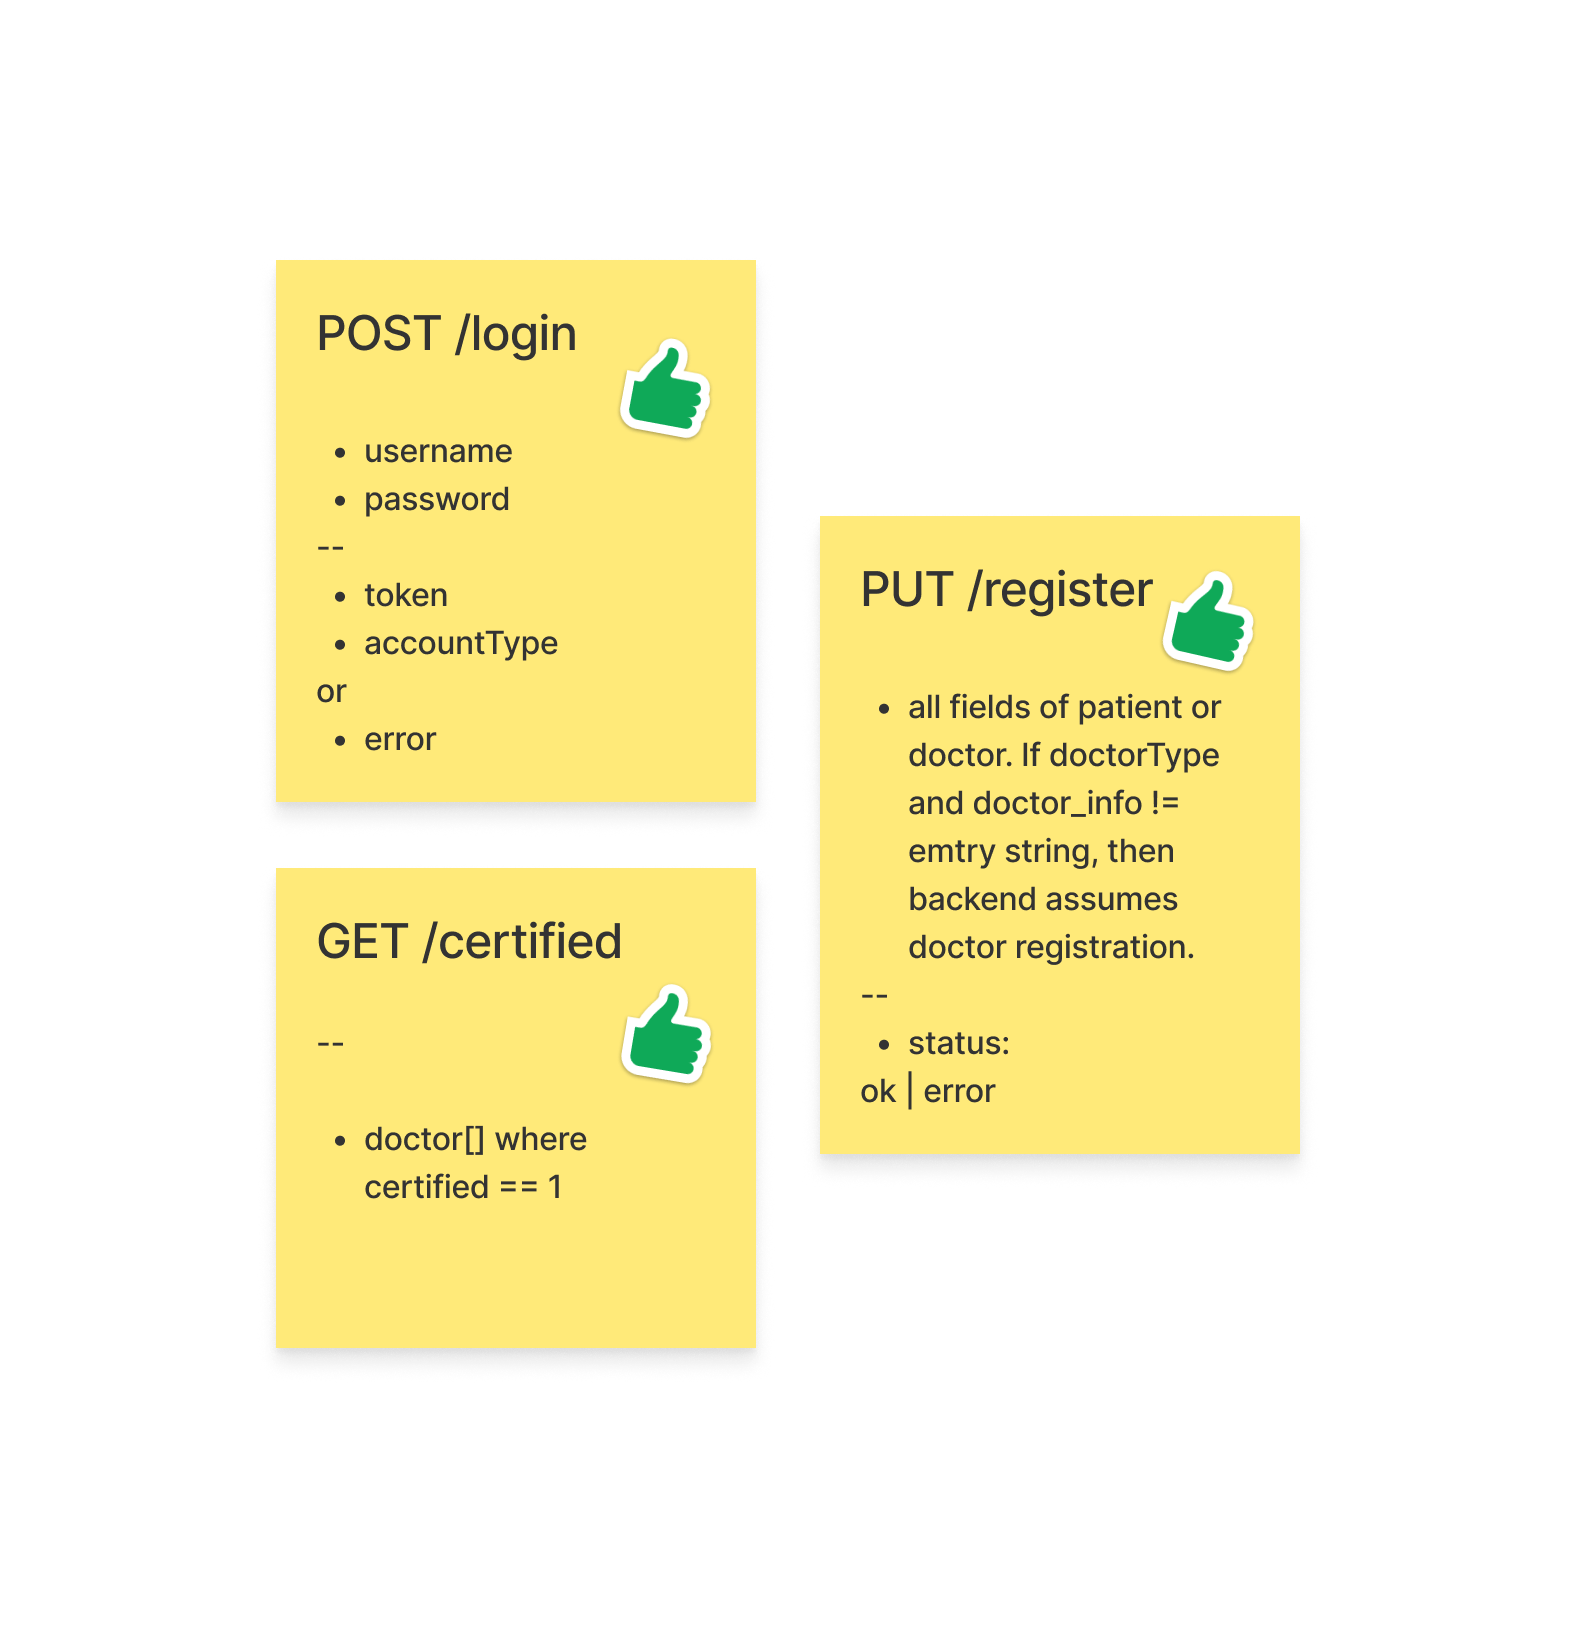 POST /login
• username
• password
--
• token
• accountType
or
• error
GET /certified
--
• doctor[] where
certified == 1
PUT /register
• all fields of patient or
doctor. If doctorType
and doctor_info !=
emtry string, then
backend assumes
doctor registration.
--
• status:
ok | error